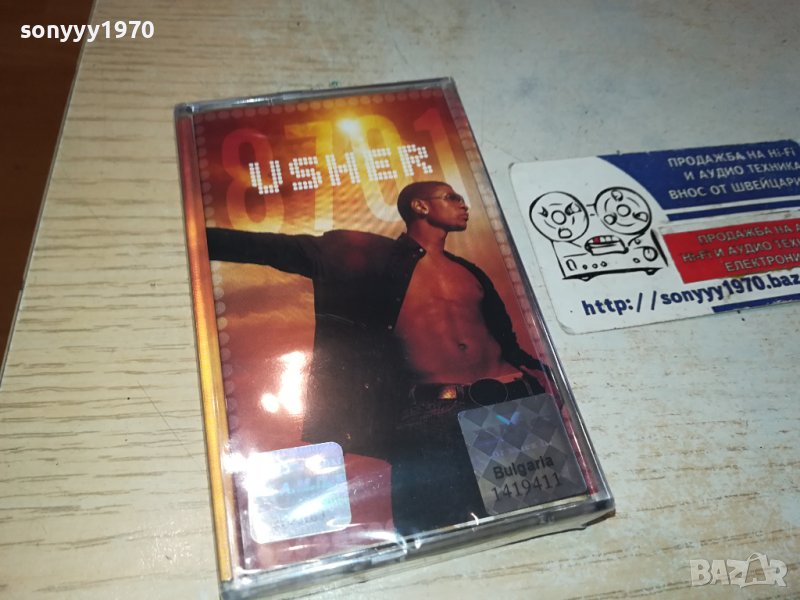 sonyyy1970
8701
USHER
Bulgaria
1419411
ПРОДАЖБА НА Hi-Fi
И АУДИО ТЕХНИКА
ВНОС ОТ ШВЕЙЦАРИ
ПРОДАЖБА НА А
Hi-Fi И АУДИО ТЕХ
ЕЛЕКТРОНИ
http://sonyyy1970.baz
BAZAR